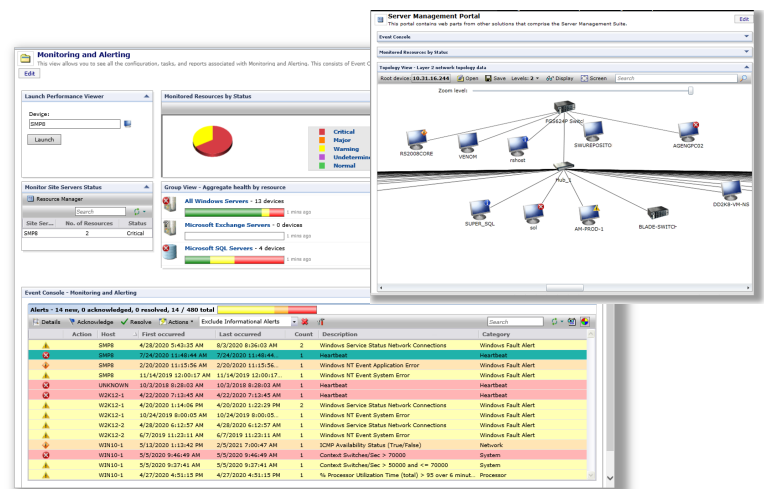 Server Management Portal
This portal contains web parts from other solutions that comprise the Server Management Suite.
Edit
Event Console
Monitored Resources by Status
Topology View - Layer 2 network topology data
Root device: 10.31.16.244 Open Save Levels: 2 Display Screen Search
Zoom level:
RS2008CORE
VENOM
rshost
SWUREPOSITO
AGENGPO02
Hub_1
SUPER_SQL
sol
AM-PROD-1
BLADE-SWITCH
DD2K8-VM-NS
Monitoring and Alerting
This view allows you to see all the configuration, tasks, and reports associated with Monitoring and Alerting. This consists of Event C
Edit
Launch Performance Viewer
Device:
SMP8
Launch
Monitored Resources by Status
Critical
Major
Warning
Undetermine
Normal
Monitor Site Servers Status
Resource Manager
Search
Site Ser... No. of Resources Status
SMP8 2 Critical
Group View - Aggregate health by resource
All Windows Servers - 13 devices
1 mins ago
Microsoft Exchange Servers - 0 devices
1 mins ago
Microsoft SQL Servers - 4 devices
1 mins ago
Event Console - Monitoring and Alerting
Alerts - 14 new, 0 acknowledged, 0 resolved, 14 / 480 total
Details Acknowledge Resolve Actions Exclude Informational Alerts Search
Action Host First occurred Last occurred Count Description Category
SMP8 4/28/2020 5:43:35 AM 8/3/2020 8:36:03 AM 2 Windows Service Status Network Connections Windows Fault Alert
SMP8 7/24/2020 11:48:44 AM 7/24/2020 11:48:44... 1 Heartbeat Heartbeat
SMP8 2/20/2020 11:15:56 AM 2/20/2020 11:15:56... 1 Windows NT Event Application Error Windows Fault Alert
SMP8 11/14/2019 12:00:17 AM 11/14/2019 12:00:17... 1 Windows NT Event System Error Windows Fault Alert
UNKNOWN 10/3/2018 8:28:03 AM 10/3/2018 8:28:03 AM 1 Heartbeat Heartbeat
W2K12-1 4/22/2020 7:13:45 AM 4/22/2020 7:13:45 AM 1 Heartbeat Heartbeat
W2K12-1 4/20/2020 1:14:06 PM 4/20/2020 1:22:29 PM 2 Windows Service Status Network Connections Windows Fault Alert
W2K12-1 10/24/2019 8:00:05 AM 10/24/2019 8:00:05... 1 Windows NT Event System Error Windows Fault Alert
W2K12-2 4/28/2020 6:12:57 AM 4/28/2020 6:12:57 AM 1 Windows Service Status Network Connections Windows Fault Alert
W2K12-2 6/7/2019 11:23:11 AM 6/7/2019 11:23:11 AM 1 Windows NT Event System Error Windows Fault Alert
WIN10-1 5/13/2020 1:13:42 PM 2/5/2021 7:00:47 AM 1 ICMP Availability Status (True/False) Network
WIN10-1 5/5/2020 9:46:49 AM 5/5/2020 9:46:49 AM 1 Context Switches/Sec > 70000 System
WIN10-1 5/5/2020 9:37:41 AM 5/5/2020 9:37:41 AM 1 Context Switches/Sec > 50000 and <= 70000 System
WIN10-1 4/27/2020 4:51:15 PM 4/27/2020 4:51:15 PM 1 % Processor Utilization Time (total) > 95 over 6 minut... Processor